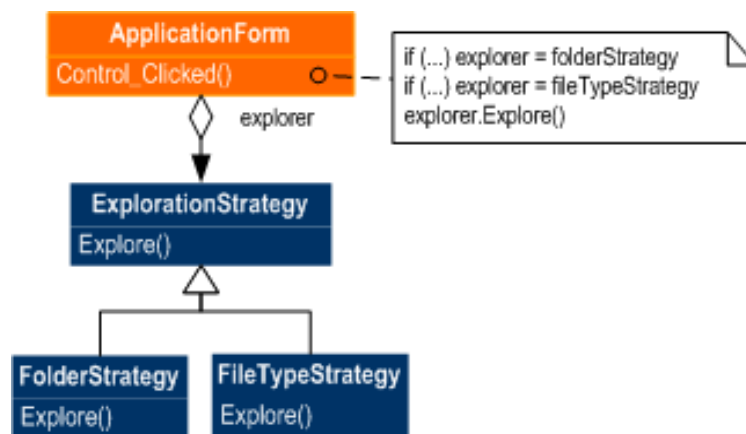 ApplicationForm
Control_Clicked()
if (...) explorer = folderStrategy
if (...) explorer = fileTypeStrategy
explorer.Explore()
explorer
ExplorationStrategy
Explore()
FolderStrategy
Explore()
FileTypeStrategy
Explore()